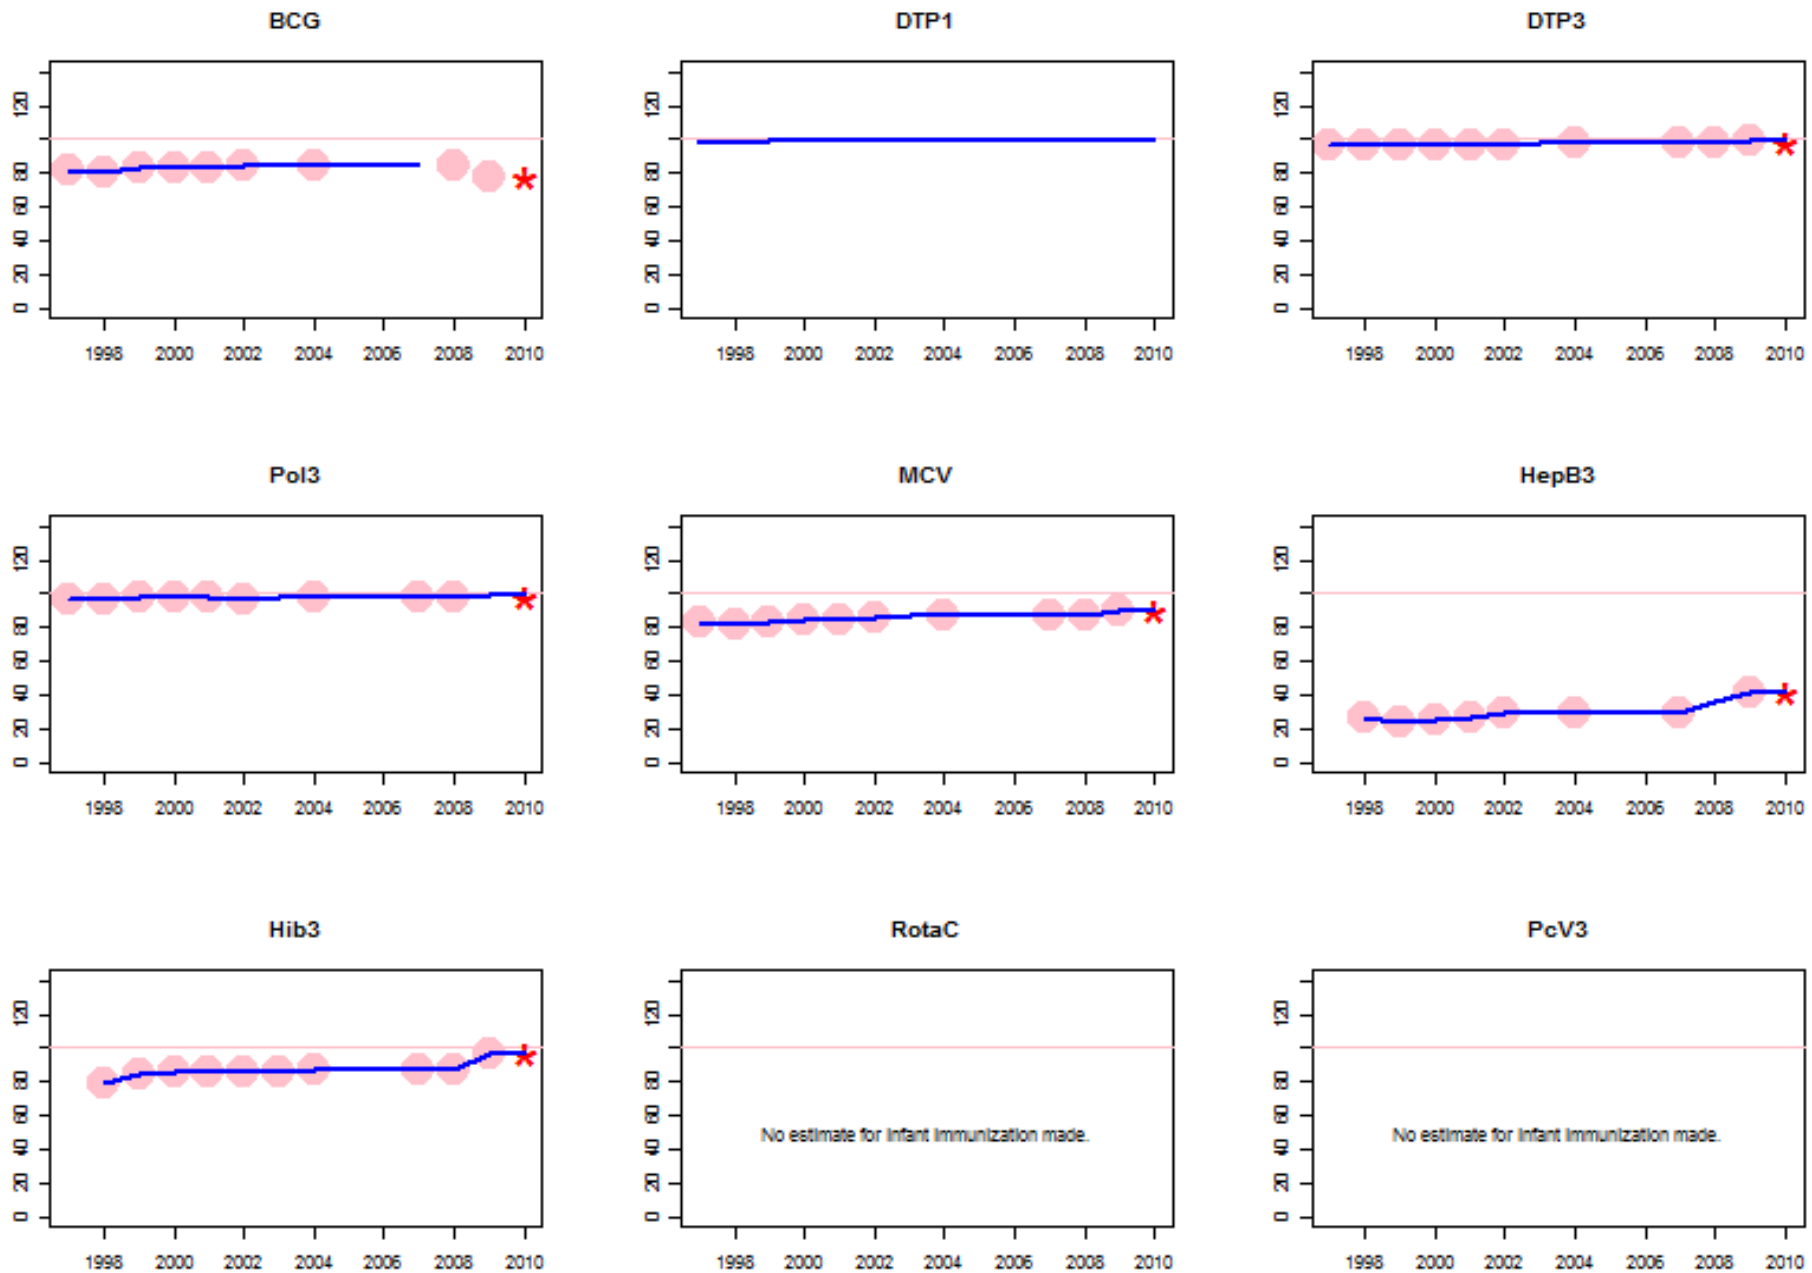 BCG DTP1 DTP3
120 120 120
80 80 80
60 60 60
40 40 40
20 20 20
0 0 0
1998 2000 2002 2004 2006 2008 2010 1998 2000 2002 2004 2006 2008 2010 1998 2000 2002 2004 2006 2008 2010
Pol3 MCV HepB3
120 120 120
80 80 80
60 60 60
40 40 40
20 20 20
0 0 0
1998 2000 2002 2004 2006 2008 2010 1998 2000 2002 2004 2006 2008 2010 1998 2000 2002 2004 2006 2008 2010
Hib3 RotaC PcV3
120 120 120
80 80 80
60 60 60
No estimate for infant immunization made. No estimate for infant immunization made.
40 40 40
20 20 20
0 0 0
1998 2000 2002 2004 2006 2008 2010 1998 2000 2002 2004 2006 2008 2010 1998 2000 2002 2004 2006 2008 2010